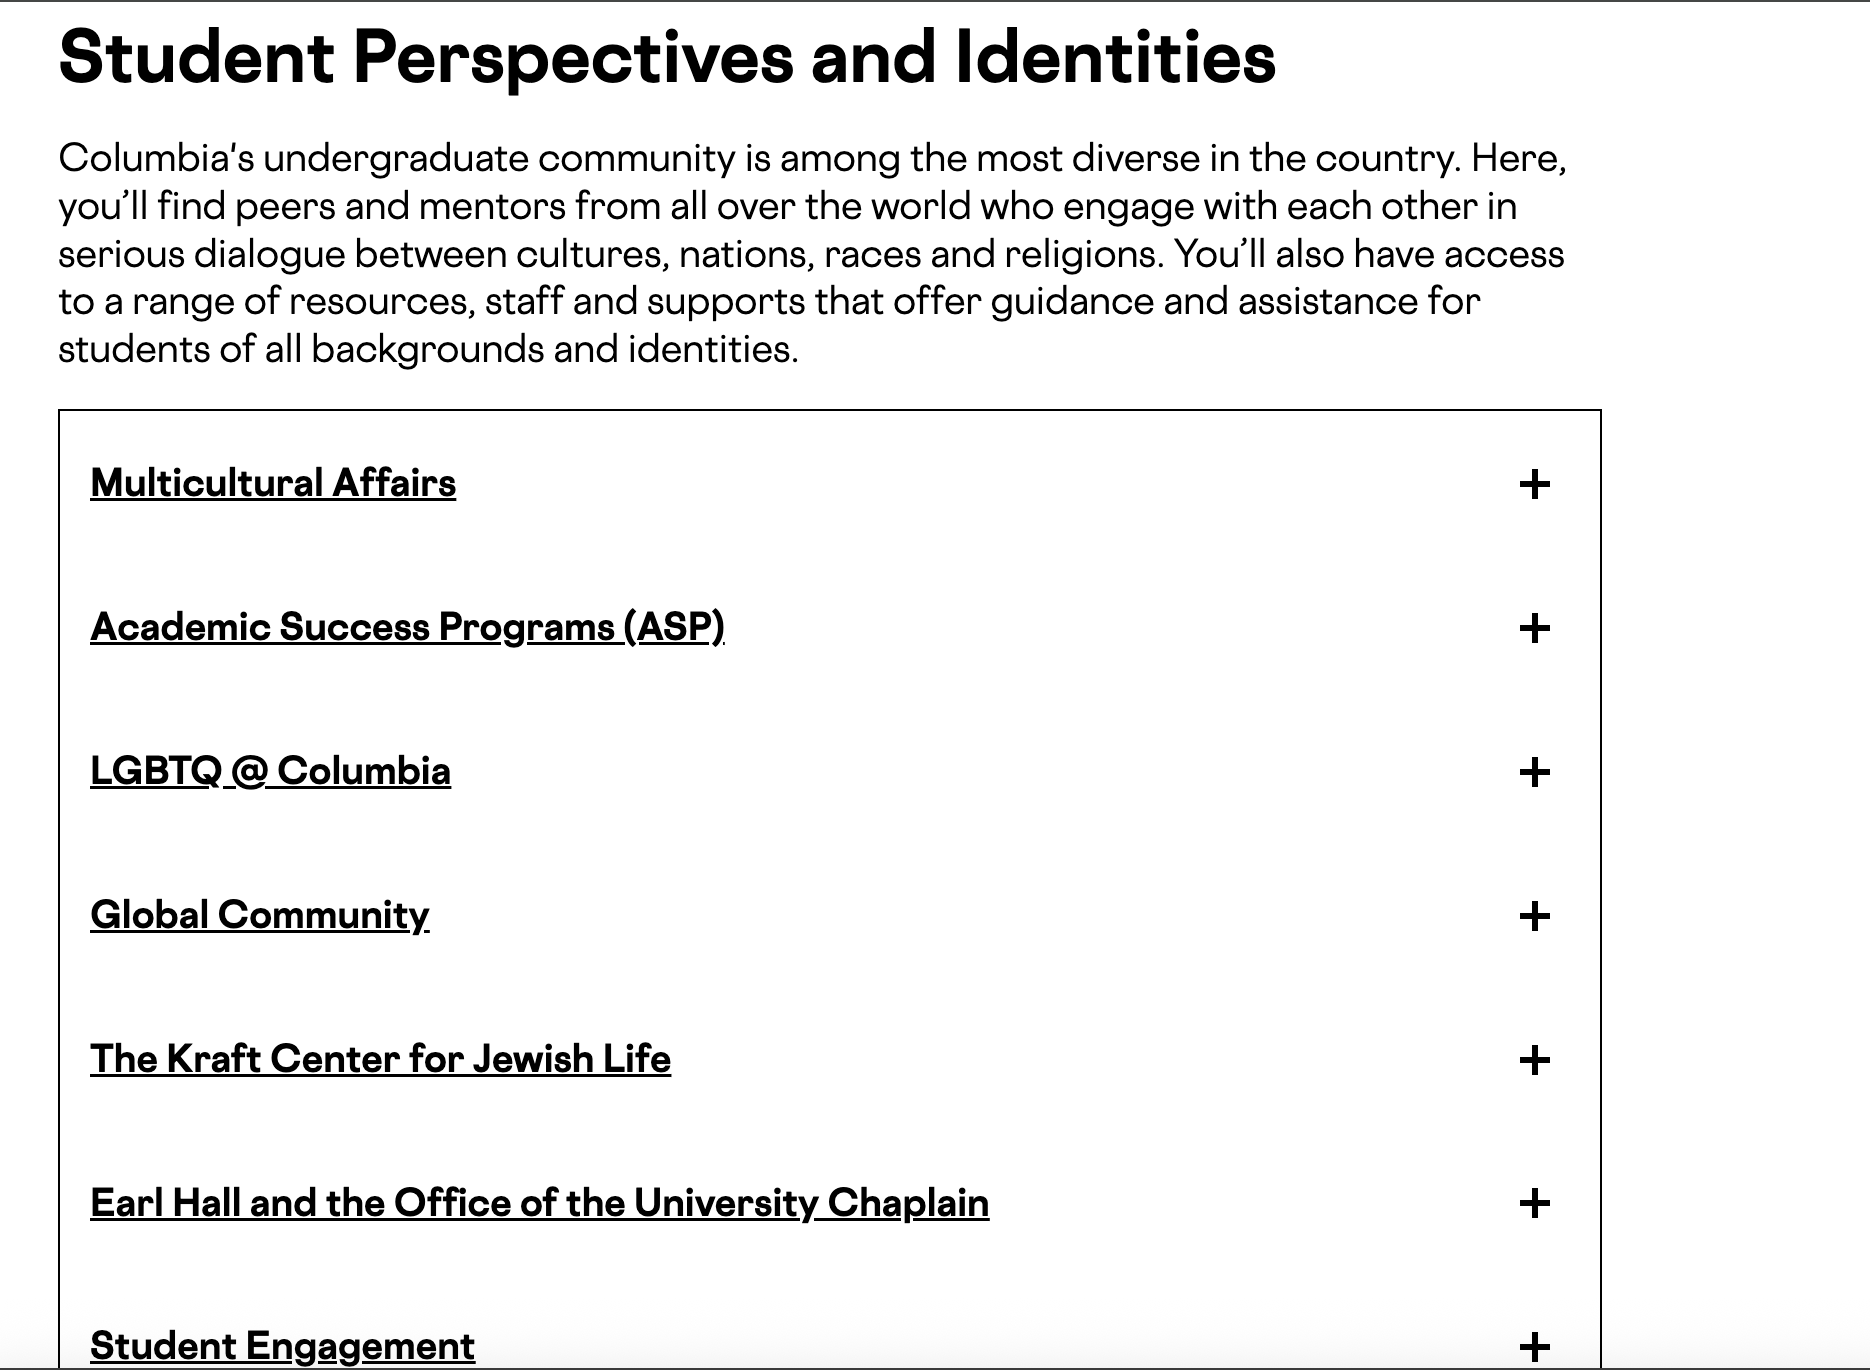 Student Perspectives and Identities
Columbia's undergraduate community is among the most diverse in the country. Here,
you’ll find peers and mentors from all over the world who engage with each other in
serious dialogue between cultures, nations, races and religions. You’ll also have access
to a range of resources, staff and supports that offer guidance and assistance for
students of all backgrounds and identities.
Multicultural Affairs +
Academic Success Programs (ASP) +
LGBTQ @ Columbia +
Global Community +
The Kraft Center for Jewish Life +
Earl Hall and the Office of the University Chaplain +
Student Engagement +